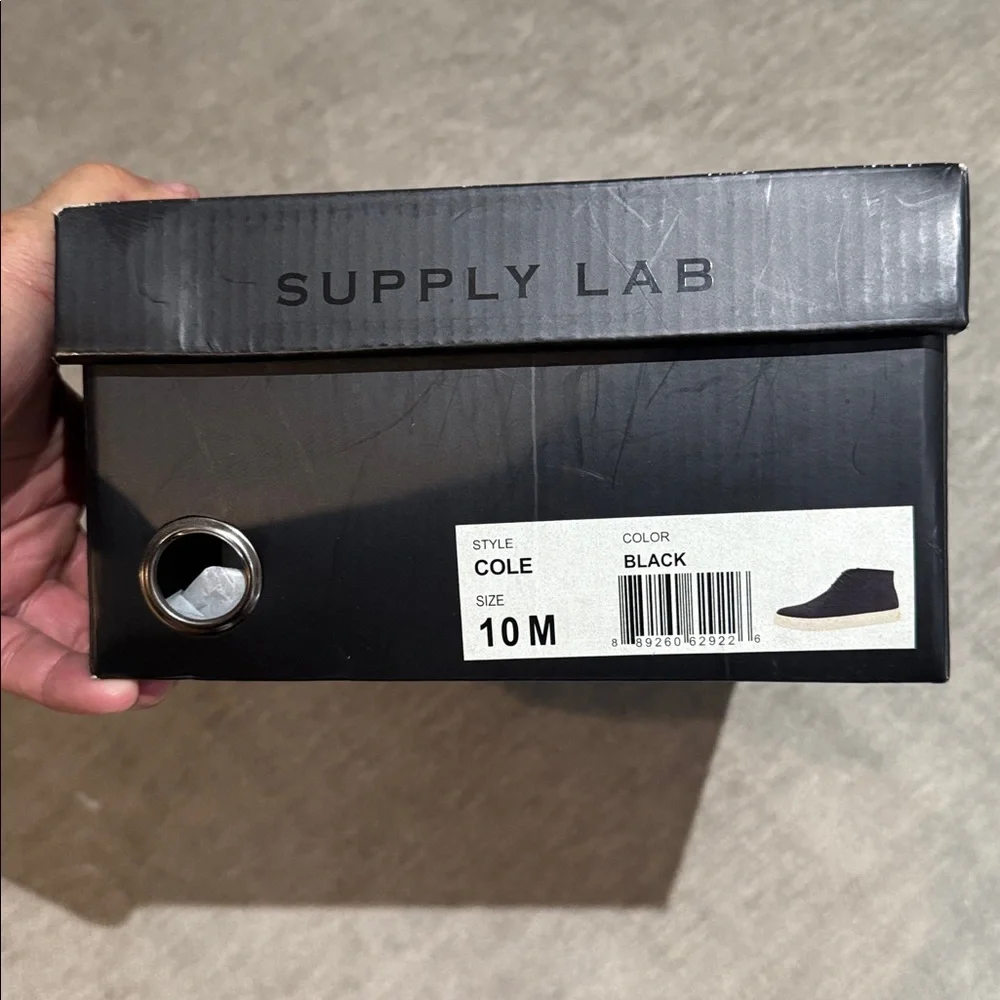 SUPPLY LAB
STYLE
COLE
COLOR
BLACK
SIZE
10 M
8 89260 62922 6